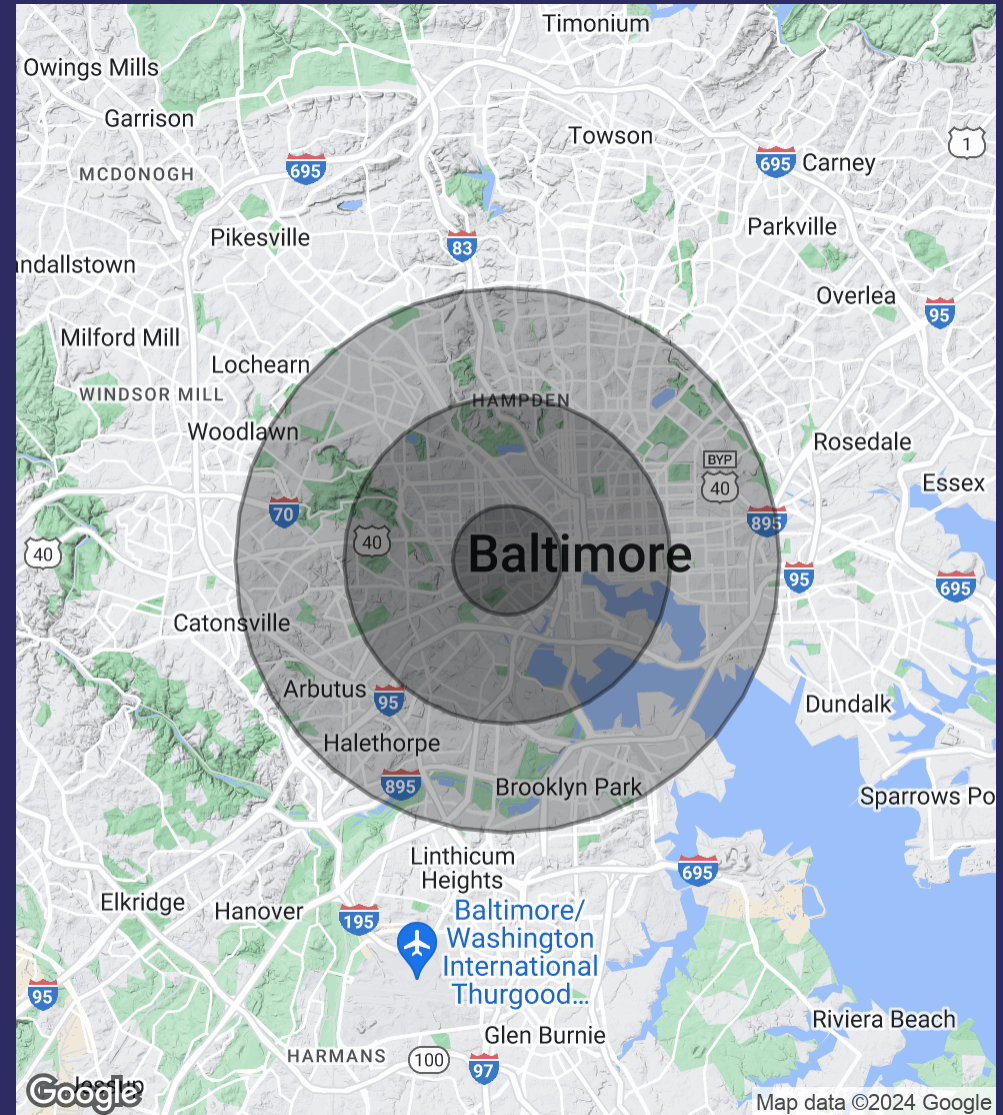 Timonium
Owings Mills
Garrison
Towson
1
695
Carney
MCDONOGH
695
Parkville
Pikesville
83
andallstown
Overlea
95
Milford Mill
Lochearn
WINDSOR MILL
HAMPDEN
Woodlawn
Rosedale
BYP
40
Essex
70
895
40
40
Baltimore
95
695
Catonsville
Arbutus
95
Dundalk
Halethorpe
895
Brooklyn Park
Sparrows Po
Linthicum
Heights
695
Elkridge
Hanover
195
Baltimore/
Washington
International
Thurgood...
95
Glen Burnie
Riviera Beach
HARMANS
100
97
Jessup
Google
Map data ©2024 Google